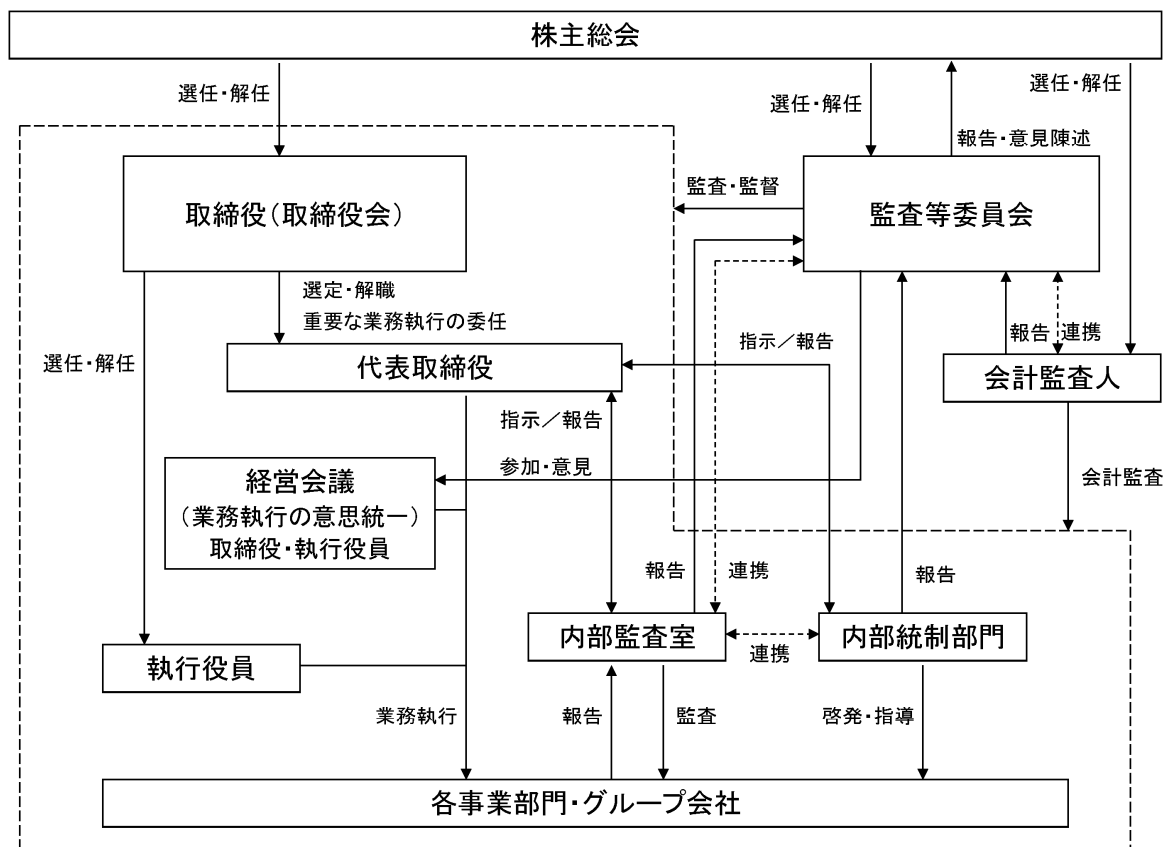 株主総会
選任・解任
選任・解任
選任・解任
報告・意見陳述
取締役(取締役会)
監査・監督
監査等委員会
選定・解職
重要な業務執行の委任
選任・解任
指示/報告
報告
連携
代表取締役
会計監査人
指示/報告
参加・意見
会計監査
経営会議
(業務執行の意思統一)
取締役・執行役員
報告
連携
報告
内部監査室
連携
内部統制部門
執行役員
業務執行
報告
監査
啓発・指導
各事業部門・グループ会社